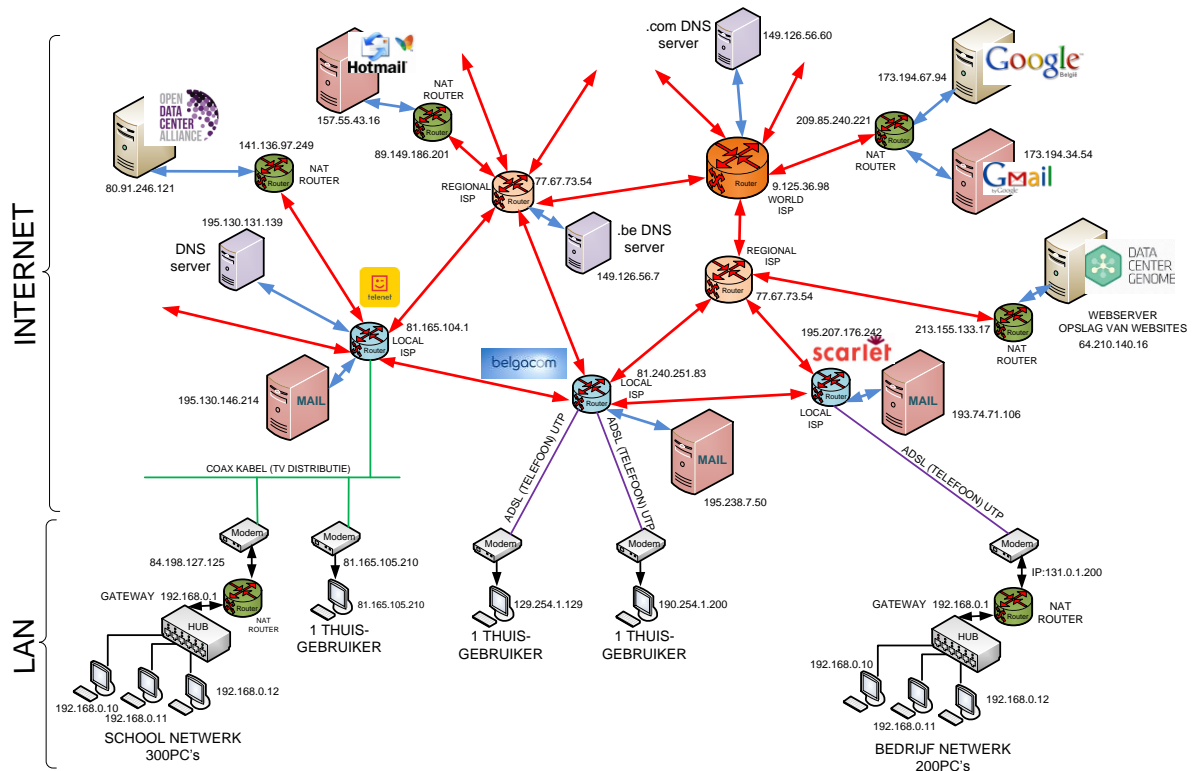 INTERNET
LAN
Hotmail
NAT
ROUTER
157.55.43.16
Router
89.149.186.201
OPEN
DATA
CENTER
ALLIANCE
141.136.97.249
NAT
ROUTER
Router
80.91.246.121
195.130.131.139
DNS
server
telenet
81.165.104.1
LOCAL
ISP
Router
195.130.146.214
MAIL
REGIONAL
ISP
77.67.73.54
Router
.be DNS
server
149.126.56.7
.com DNS
server
149.126.56.60
Router
9.125.36.98
WORLD
ISP
Google
België
173.194.67.94
209.85.240.221
Router
NAT
ROUTER
173.194.34.54
Gmail
by Google
REGIONAL
ISP
Router
77.67.73.54
DATA
CENTER
GENOME
213.155.133.17
Router
NAT
ROUTER
WEBSERVER
OPSLAG VAN WEBSITES
64.210.140.16
195.207.176.242
scarlet
Router
LOCAL
ISP
MAIL
193.74.71.106
belgacom
81.240.251.83
LOCAL
ISP
Router
MAIL
195.238.7.50
COAX KABEL (TV DISTRIBUTIE)
ADSL (TELEFOON) UTP
ADSL (TELEFOON) UTP
ADSL (TELEFOON) UTP
Modem
84.198.127.125
GATEWAY 192.168.0.1
Router
NAT
ROUTER
HUB
192.168.0.10
192.168.0.11
192.168.0.12
SCHOOL NETWERK
300PC's
Modem
81.165.105.210
81.165.105.210
1 THUIS-
GEBRUIKER
Modem
129.254.1.129
1 THUIS-
GEBRUIKER
Modem
190.254.1.200
1 THUIS-
GEBRUIKER
Modem
IP:131.0.1.200
GATEWAY 192.168.0.1
Router
NAT
ROUTER
HUB
192.168.0.10
192.168.0.11
192.168.0.12
BEDRIJF NETWERK
200PC's